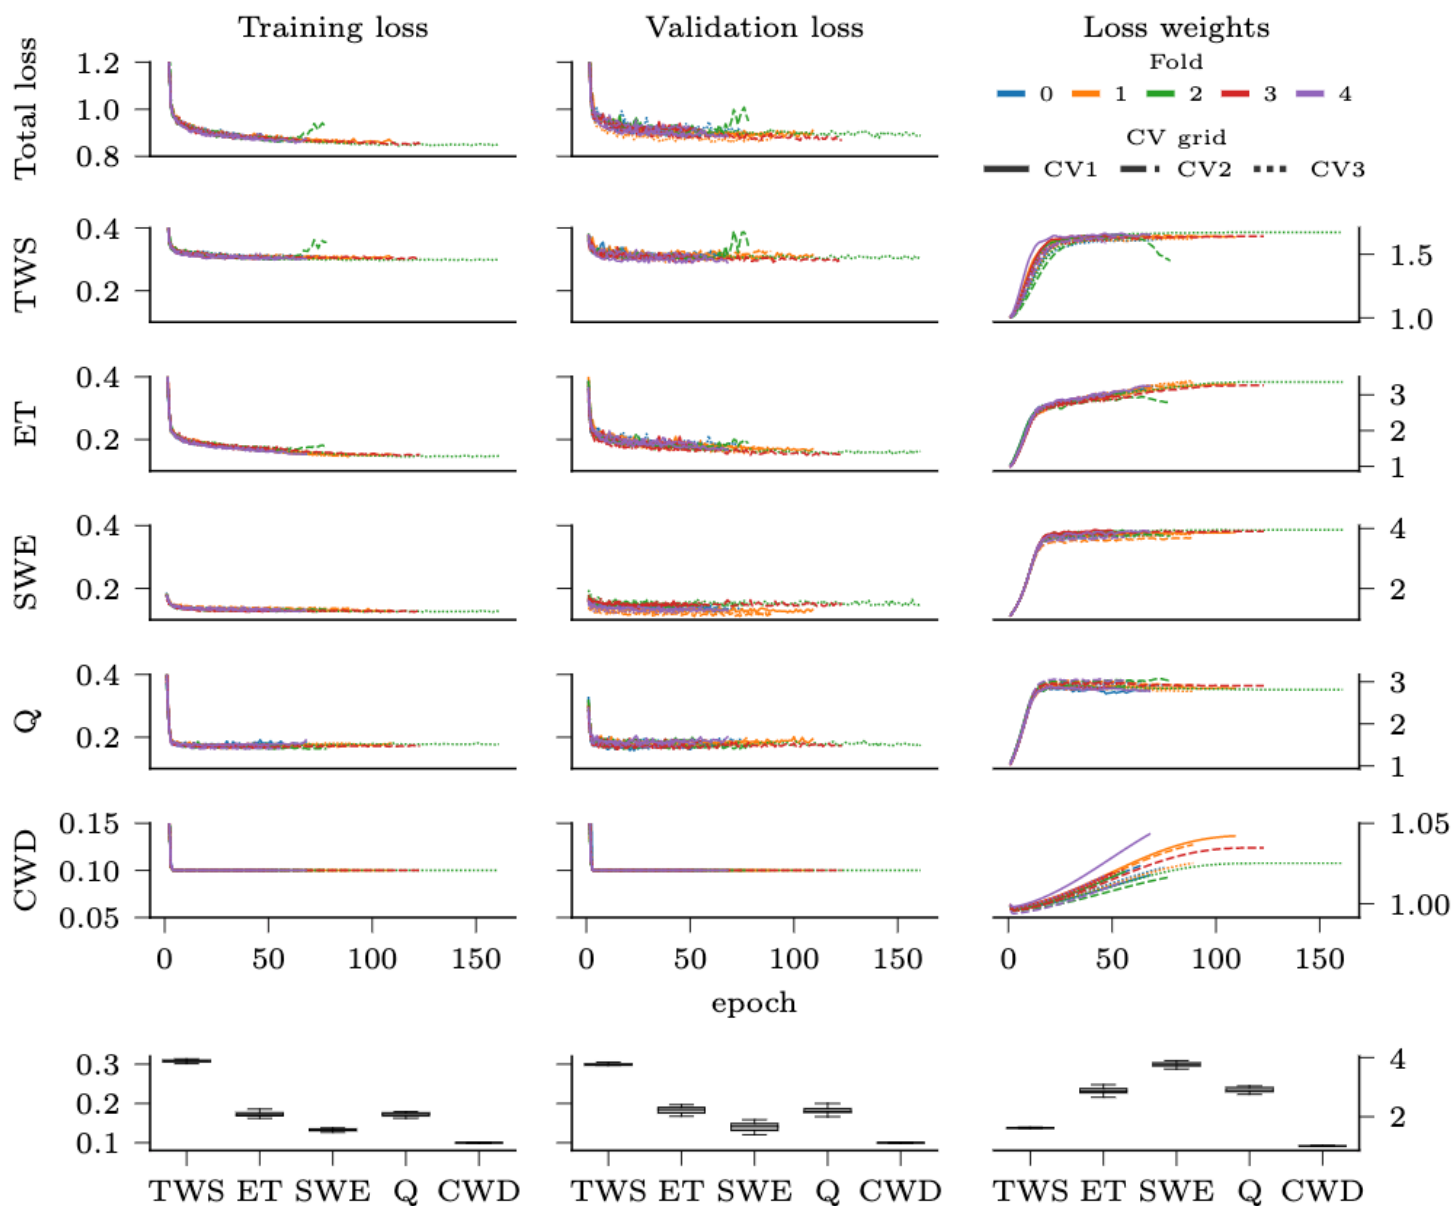 Training loss Validation loss Loss weights
Total loss
1.2
1.0
0.8
Fold
0 1 2 3 4
CV grid
CV1 CV2 CV3
TWS
0.4
0.2
1.5
1.0
ET
0.4
0.2
3
2
1
SWE
0.4
0.2
4
2
Q
0.4
0.2
3
2
1
CWD
0.15
0.10
0.05
1.05
1.00
0 50 100 150 0 50 100 150 0 50 100 150
epoch
0.3
0.2
0.1
4
2
TWS ET SWE Q CWD TWS ET SWE Q CWD TWS ET SWE Q CWD